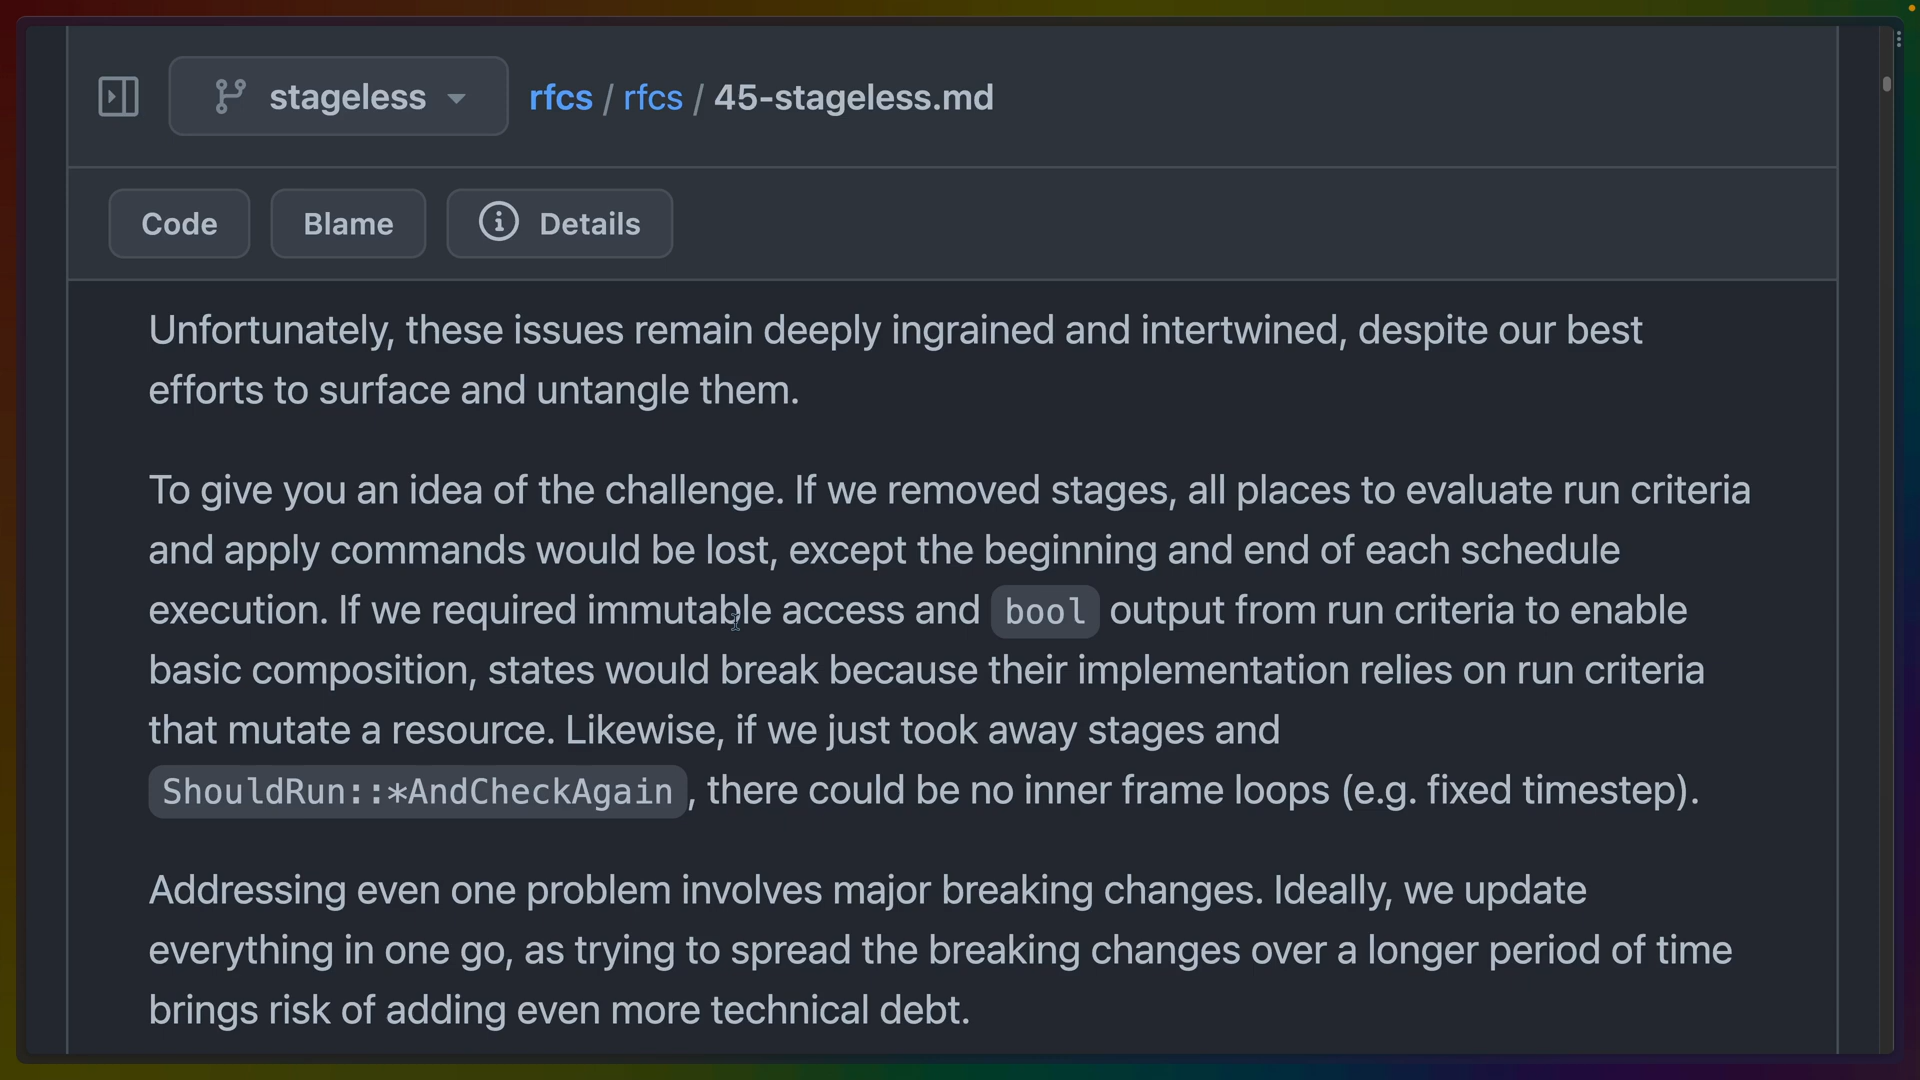 stageless
rfcs / rfcs / 45-stageless.md
Code Blame Details
Unfortunately, these issues remain deeply ingrained and intertwined, despite our best
efforts to surface and untangle them.
To give you an idea of the challenge. If we removed stages, all places to evaluate run criteria
and apply commands would be lost, except the beginning and end of each schedule
execution. If we required immutable access and bool output from run criteria to enable
basic composition, states would break because their implementation relies on run criteria
that mutate a resource. Likewise, if we just took away stages and
ShouldRun::*AndCheckAgain, there could be no inner frame loops (e.g. fixed timestep).
Addressing even one problem involves major breaking changes. Ideally, we update
everything in one go, as trying to spread the breaking changes over a longer period of time
brings risk of adding even more technical debt.